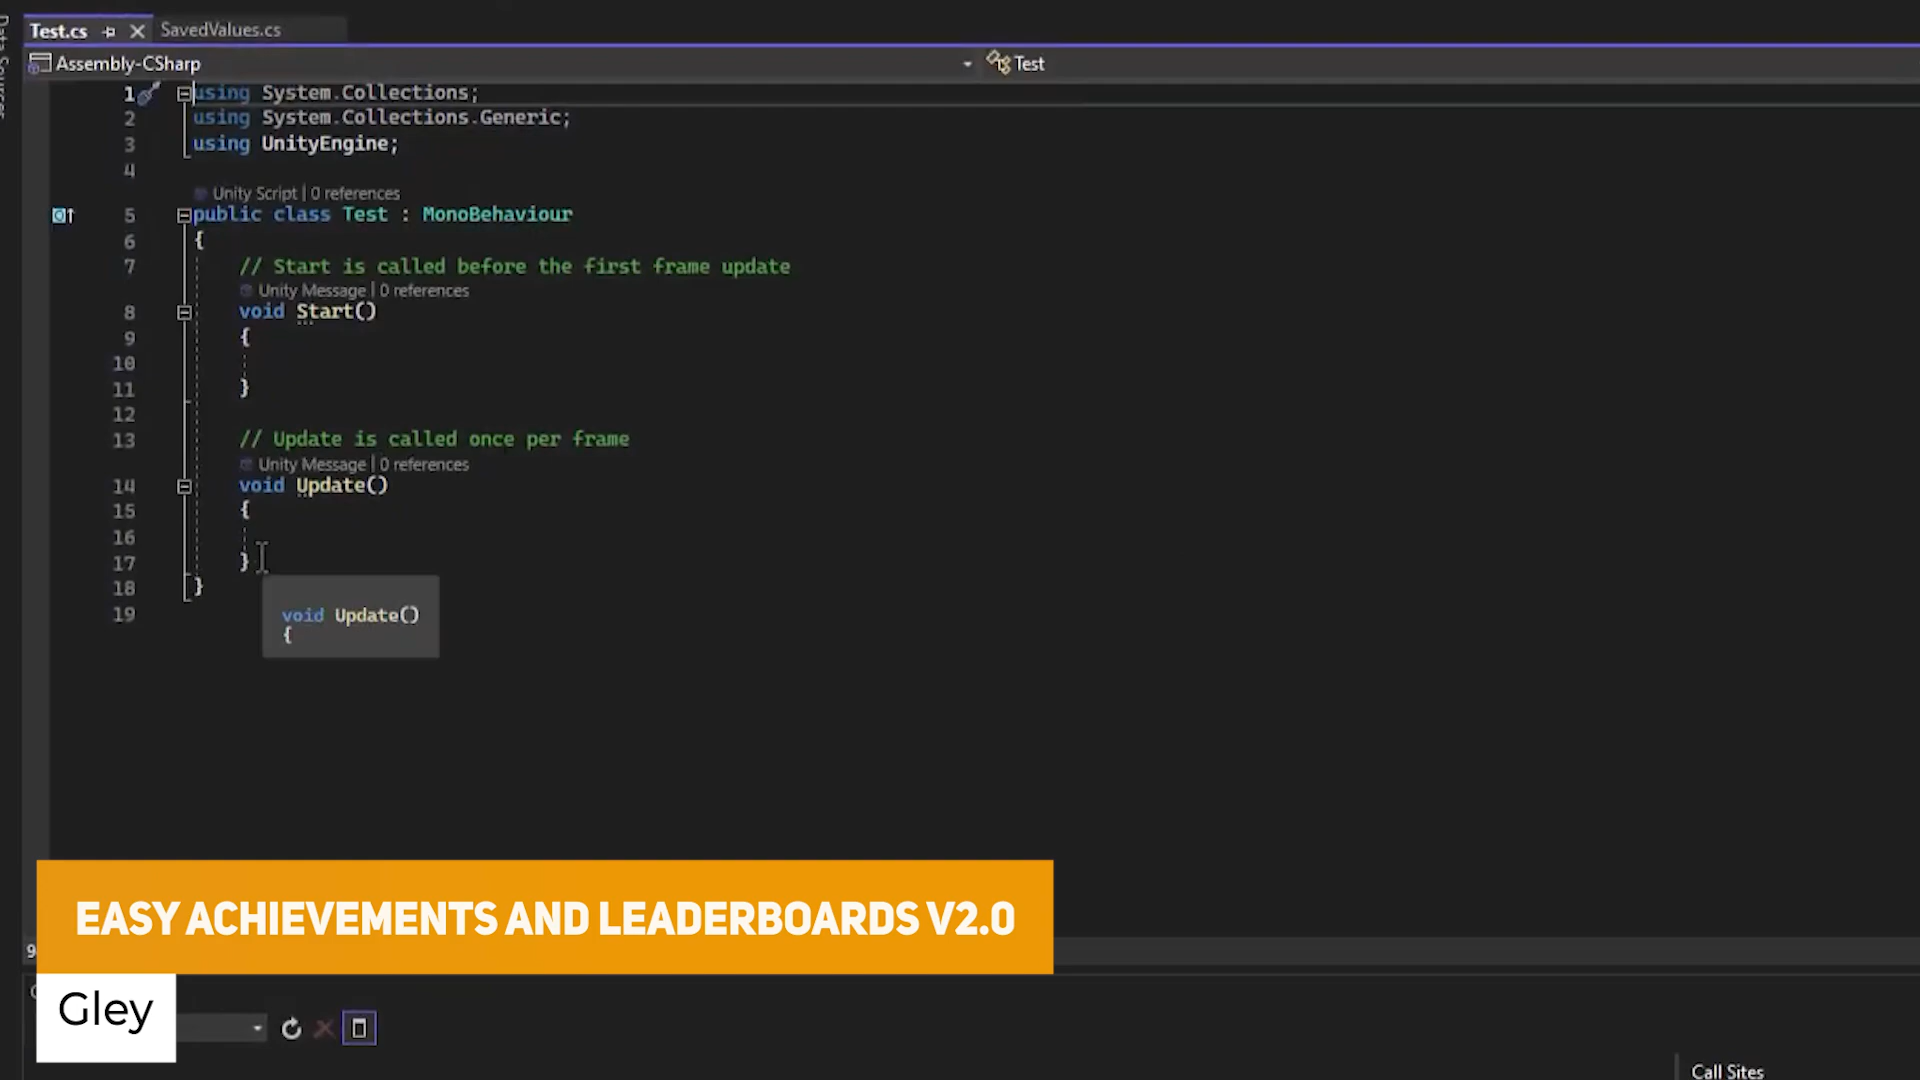 Data Sources
Test.cs
SavedValues.cs
Assembly-CSharp
Test
1 using System.Collections;
2 using System.Collections.Generic;
3 using UnityEngine;
4
Unity Script | 0 references
5 public class Test : MonoBehaviour
6 {
7 // Start is called before the first frame update
Unity Message | 0 references
8 void Start()
9 {
10
11 }
12
13 // Update is called once per frame
Unity Message | 0 references
14 void Update()
15 {
16
17 }
18 }
19
void Update()
{
EASY ACHIEVEMENTS AND LEADERBOARDS V2.0
9
Gley
Call Sites